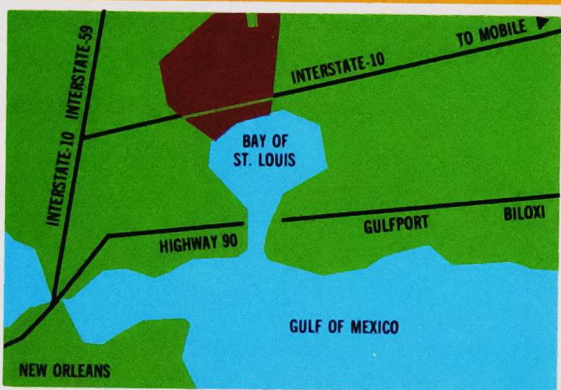 INTERSTATE-59
INTERSTATE-10
INTERSTATE-10
TO MOBILE
BAY OF
ST. LOUIS
HIGHWAY 90
GULFPORT
BILOXI
GULF OF MEXICO
NEW ORLEANS